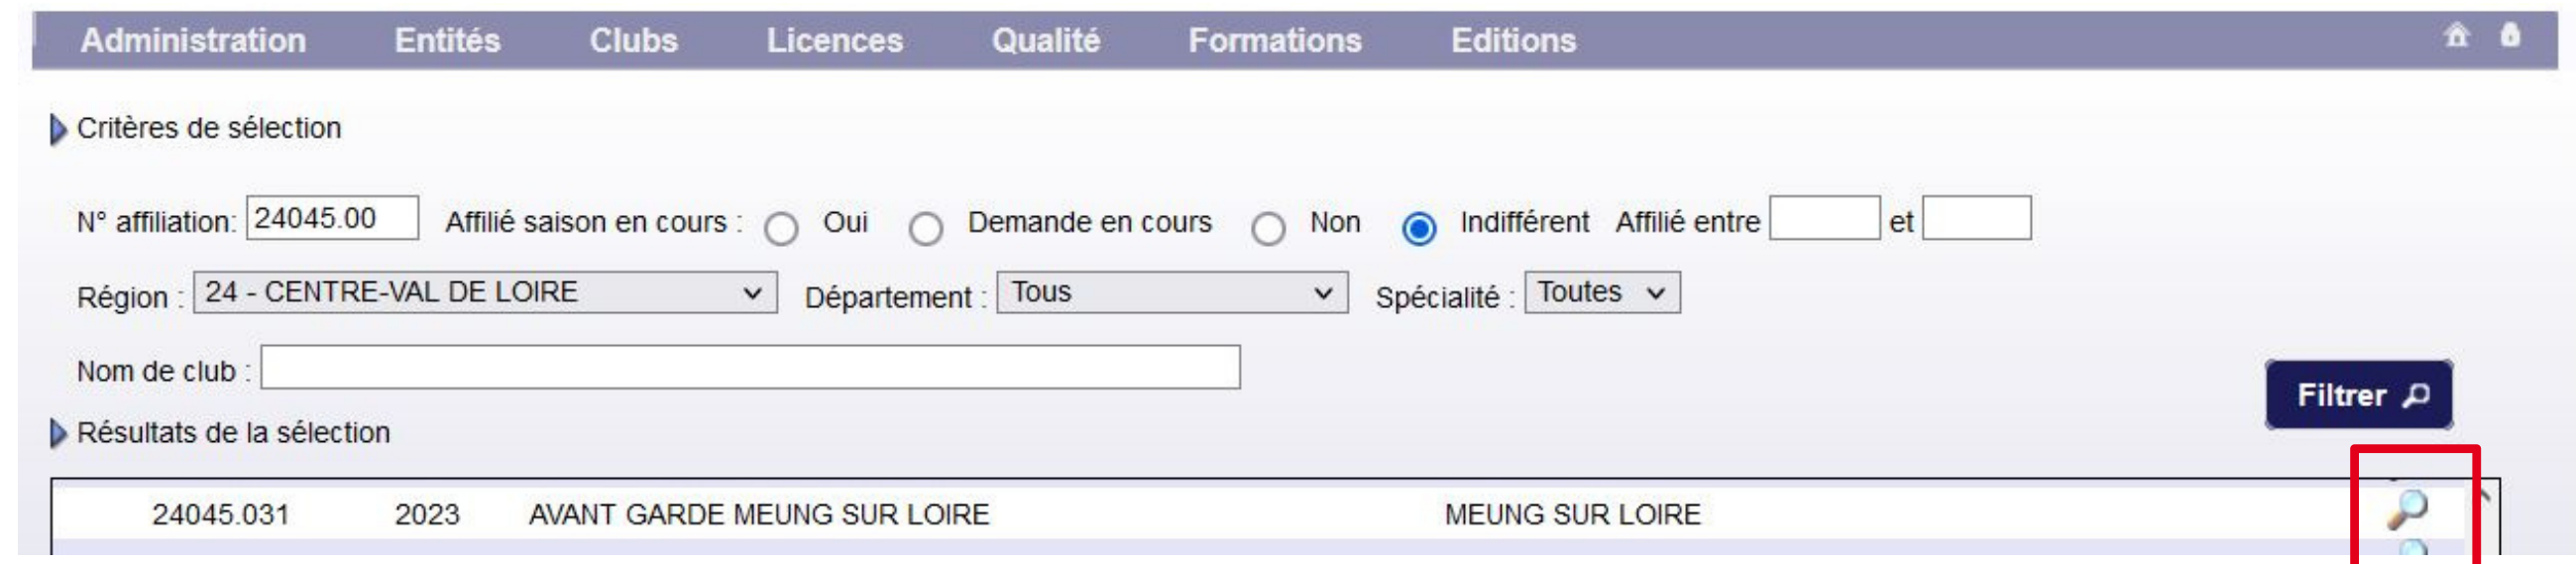 Administration Entités Clubs Licences Qualité Formations Editions
Critères de sélection
N° affiliation: 24045.00 Affilié saison en cours : Oui Demande en cours Non Indifférent Affilié entre et
Région : 24 - CENTRE-VAL DE LOIRE Département : Tous Spécialité : Toutes
Nom de club :
Filtrer
Résultats de la sélection
24045.031 2023 AVANT GARDE MEUNG SUR LOIRE MEUNG SUR LOIRE